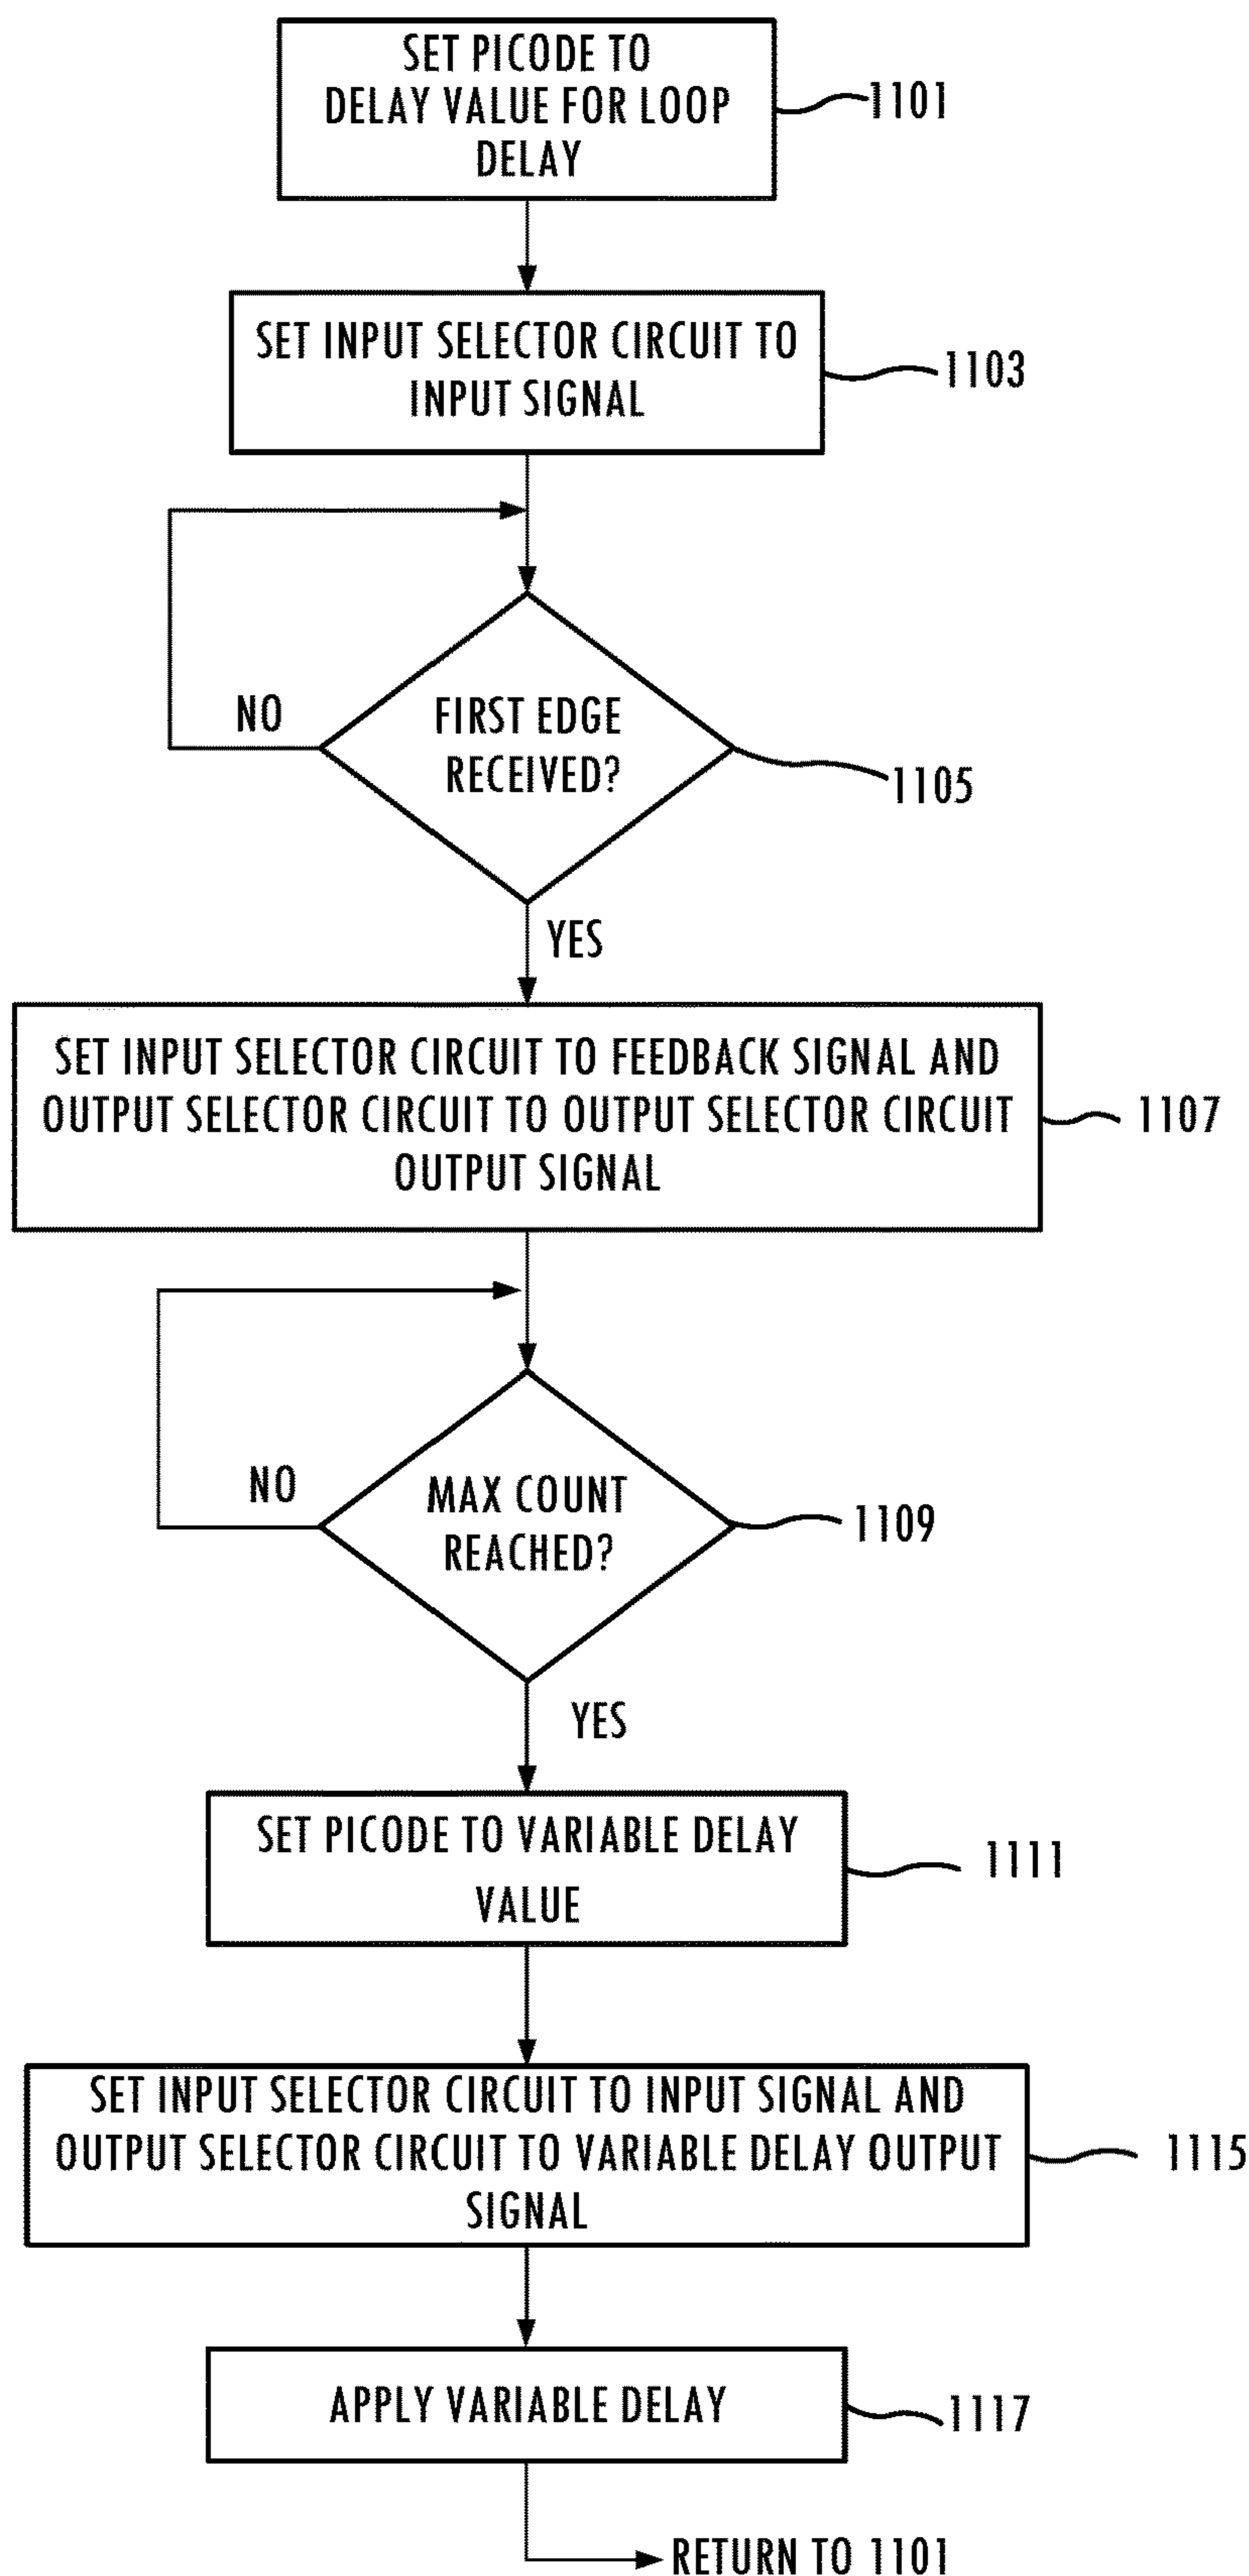 SET PICODE TO
DELAY VALUE FOR LOOP
DELAY
1101
SET INPUT SELECTOR CIRCUIT TO
INPUT SIGNAL
1103
NO
FIRST EDGE
RECEIVED?
1105
YES
SET INPUT SELECTOR CIRCUIT TO FEEDBACK SIGNAL AND
OUTPUT SELECTOR CIRCUIT TO OUTPUT SELECTOR CIRCUIT
OUTPUT SIGNAL
1107
NO
MAX COUNT
REACHED?
1109
YES
SET PICODE TO VARIABLE DELAY
VALUE
1111
SET INPUT SELECTOR CIRCUIT TO INPUT SIGNAL AND
OUTPUT SELECTOR CIRCUIT TO VARIABLE DELAY OUTPUT
SIGNAL
1115
APPLY VARIABLE DELAY
1117
RETURN TO 1101